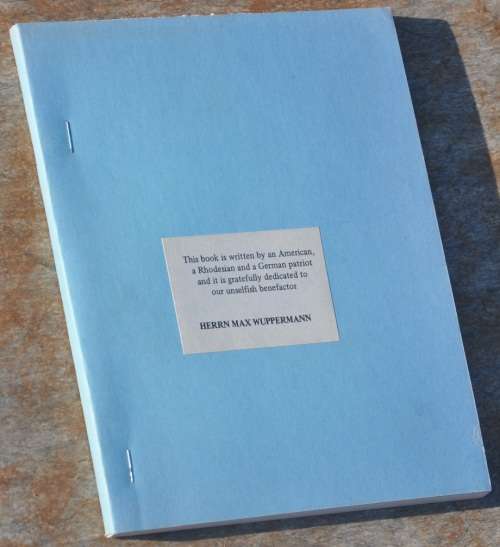 This book is written by an American,
a Rhodesian and a German patriot
and it is gratefully dedicated to
our unselfish benefactor
HERRN MAX WUPPERMANN